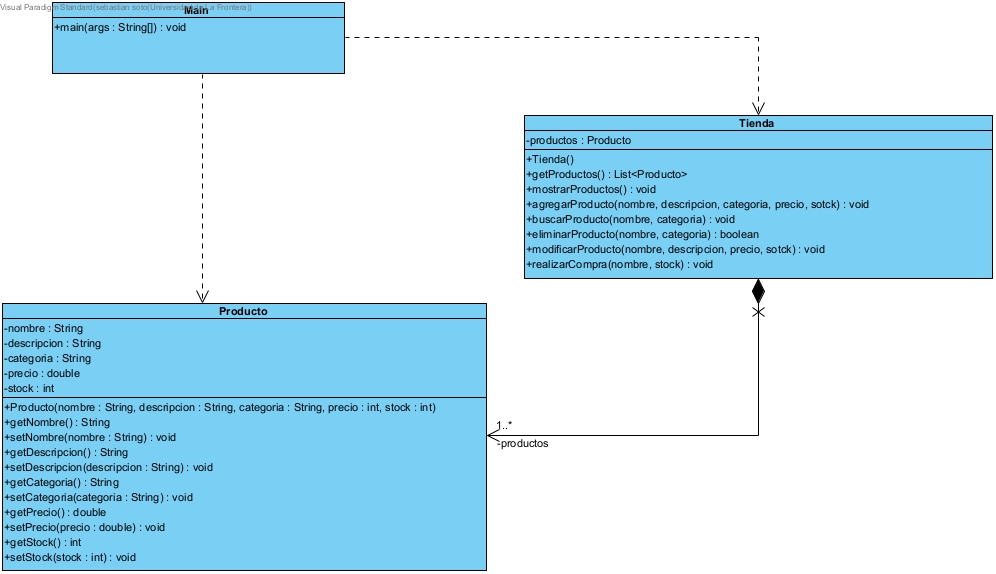 Visual Paradigm Standard(sebastian soto(Universidad de La Frontera))
Main
+main(args : String[]) : void
Tienda
-productos : Producto
+Tienda()
+getProductos() : List<Producto>
+mostrarProductos() : void
+agregarProducto(nombre, descripcion, categoria, precio, sotck) : void
+buscarProducto(nombre, categoria) : void
+eliminarProducto(nombre, categoria) : boolean
+modificarProducto(nombre, descripcion, precio, sotck) : void
+realizarCompra(nombre, stock) : void
Producto
-nombre : String
-descripcion : String
-categoria : String
-precio : double
-stock : int
+Producto(nombre : String, descripcion : String, categoria : String, precio : int, stock : int)
+getNombre() : String
+setNombre(nombre : String) : void
+getDescripcion() : String
+setDescripcion(descripcion : String) : void
+getCategoria() : String
+setCategoria(categoria : String) : void
+getPrecio() : double
+setPrecio(precio : double) : void
+getStock() : int
+setStock(stock : int) : void
1..*
-productos